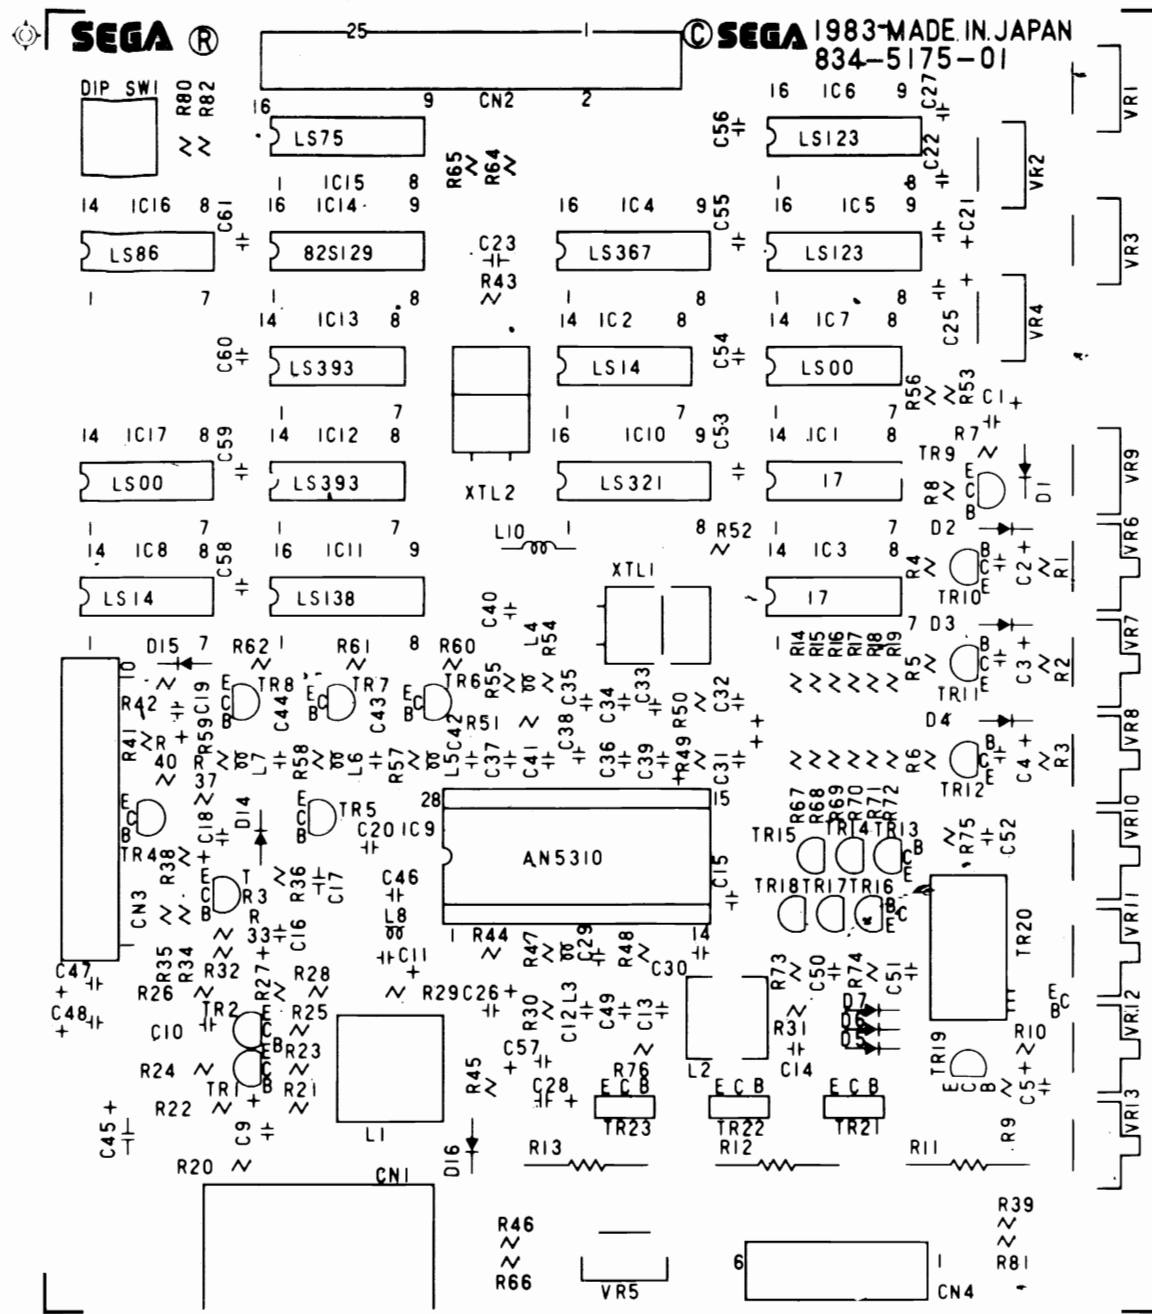 SEGA ® 25 1 © SEGA 1983 MADE IN JAPAN
834-5175-01
DIP SW1 R80 R82 16 9 CN2 2 16 IC6 9 C27 VR1
LS75 C56 LS123 C22 VR2
R65 R64
1 IC15 8 1 8
14 IC16 8 C61 16 IC14 9 16 IC4 9 C55 16 IC5 9 C21 +
LS86 82S129 C23 LS367 LS123 VR3
R43
1 7 1 8 1 8 1 8 +
14 IC13 8 14 IC2 8 14 IC7 8 C25 VR4
C60 LS393 LS14 C54 LS00
R56 R53 C1 +
1 7 1 7 1 7
14 IC17 8 C59 14 IC12 8 16 IC10 9 C53 14 IC1 8 R7
TR9
LS00 LS393 XTL2 LS321 17 R8 E C B D1 VR9
1 7 1 7 L10 1 8 R52 1 D2 VR6
14 IC8 8 C58 16 IC11 9 XTL1 14 IC3 8 R4 B C E C2 + R1
LS14 LS138 C40 17 TR10
1 7 1 8 L4 R54 1 7 D3 VR7
D15 R62 R61 R60 R14 R15 R16 R17 R18 R19 R5 B C E C3 + R2
10 R42 C19 E C B TR8 C44 E C B TR7 C43 E C B TR6 R55 C35 C34 C33 R50 C32 TR11
R51 C38 + D4 VR8
R41 R40 + R59 R37 L7 R58 L6 R57 L5 C42 C37 C41 C36 C39 + R49 C31 + R6 B C E C4 + R3
TR12
28 15 R67 R68 R69 R70 R71 R72
E C B TR4 C18 + D14 E C B TR5 C20 IC9 TR15 TR14 TR13 B C E R75 C52 VR10
AN5310 C15
R38 E C B TR3 R36 C17 C46 TR18 TR17 TR16 B C E TR20 VR11
CN3 R33 + C16 L8 1 14
R35 R34 R32 C11 + R44 R47 C29 R48 C30
C47 + R26 R27 R28 R29 C26 + R30 C12 L3 C49 C13 R73 C50 R74 C51 VR12
C48 + C10 TR2 E C B R25 D7 D6 D5 E C B
R31 R10
R24 R23 C57 + R76 L2 C14 TR19 +
TR1 E C B R45 C28 + E C B E C B E C B E C B C5
C45 + R22 + R21 L1 TR23 TR22 TR21 R9 VR13
C9 D16 R13 R12 R11
R20 CN1
R46 R39
R66 VR5 6 1 R81
CN4